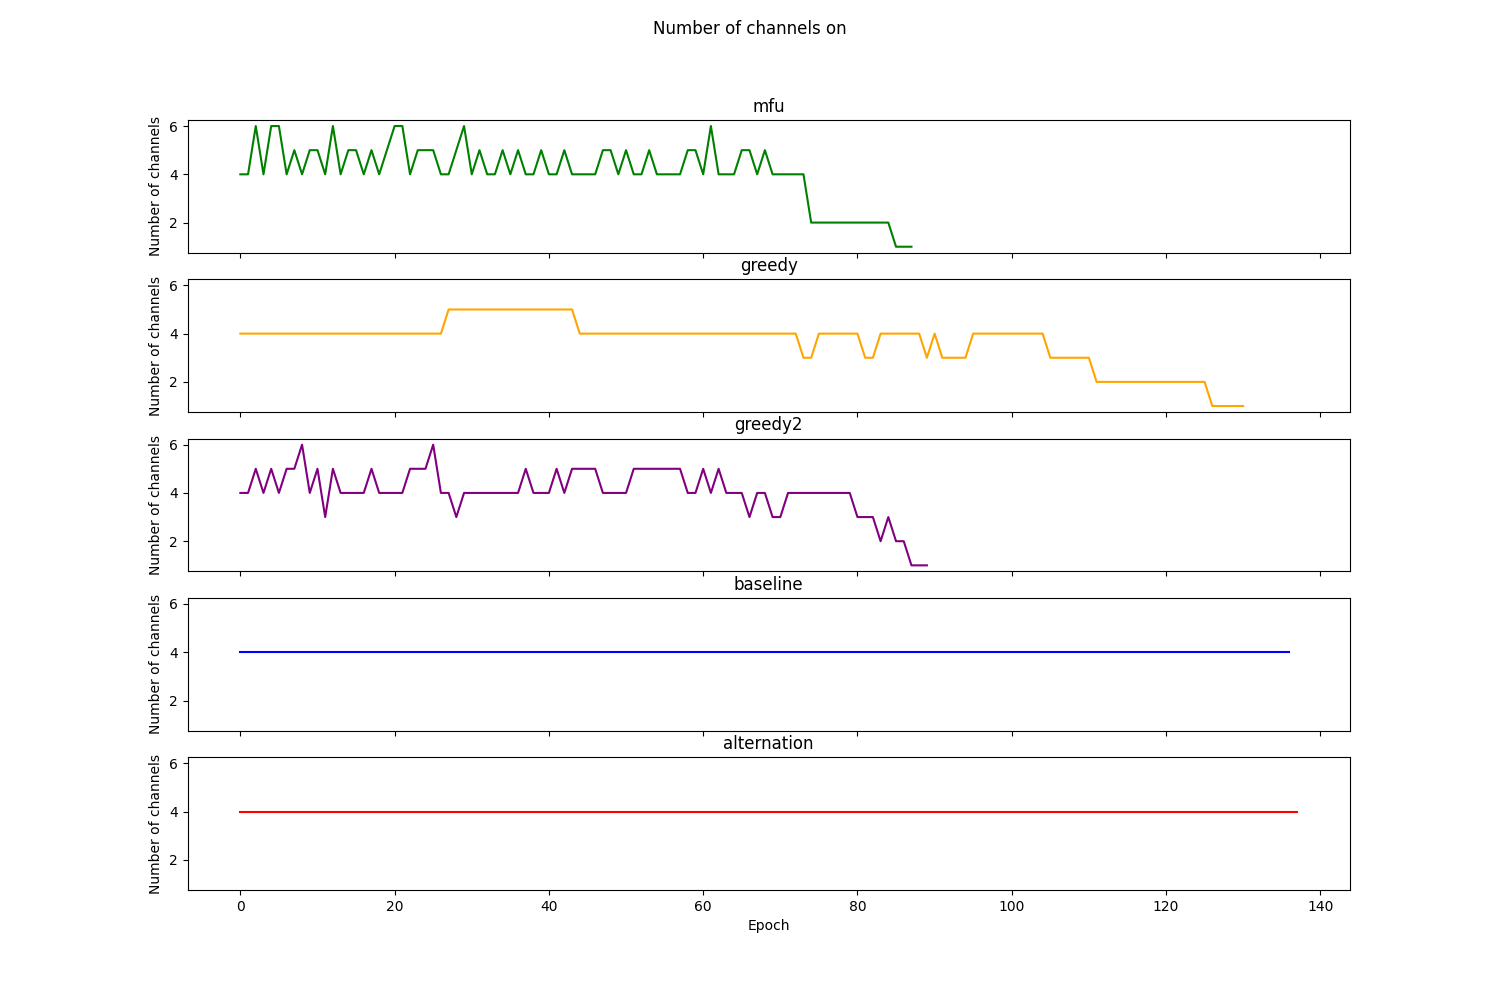 Number of channels on
mfu
Number of channels
6
4
2
greedy
Number of channels
6
4
2
greedy2
Number of channels
6
4
2
baseline
Number of channels
6
4
2
alternation
Number of channels
6
4
2
0 20 40 60 80 100 120 140
Epoch